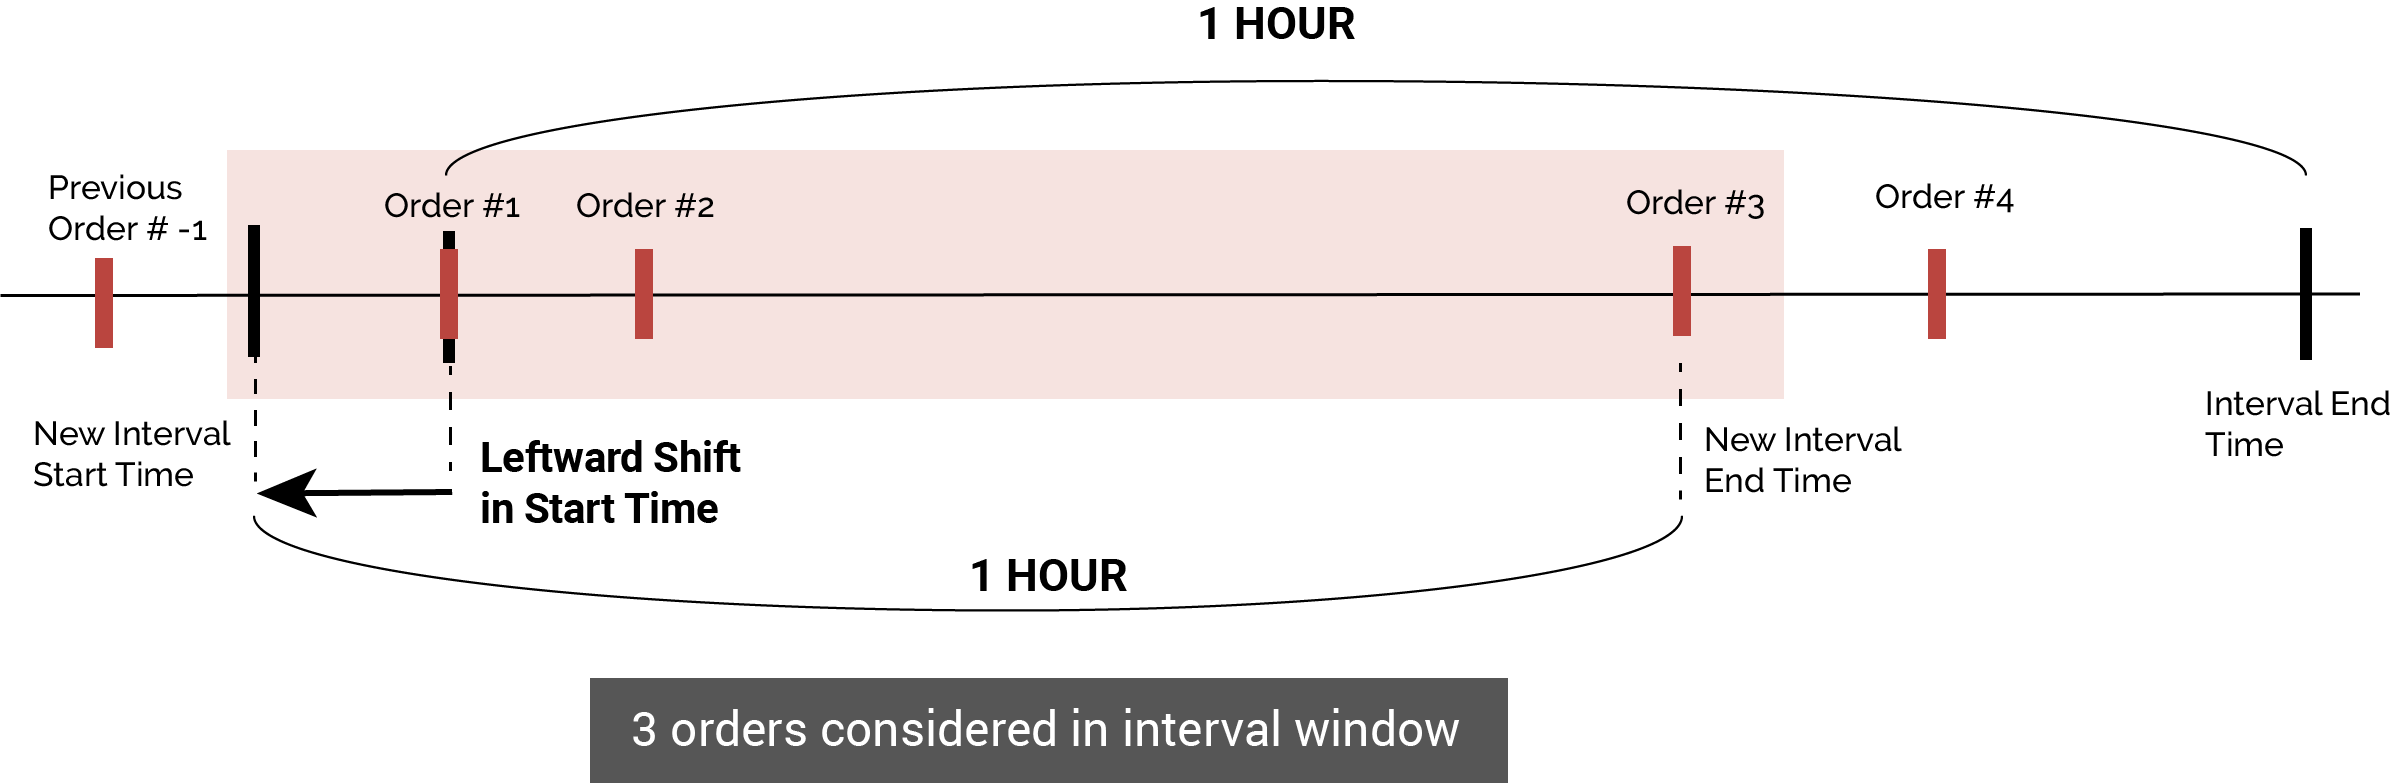 1 HOUR
Previous
Order # -1
Order #1
Order #2
Order #3
Order #4
New Interval
Start Time
Leftward Shift
in Start Time
New Interval
End Time
Interval End
Time
1 HOUR
3 orders considered in interval window